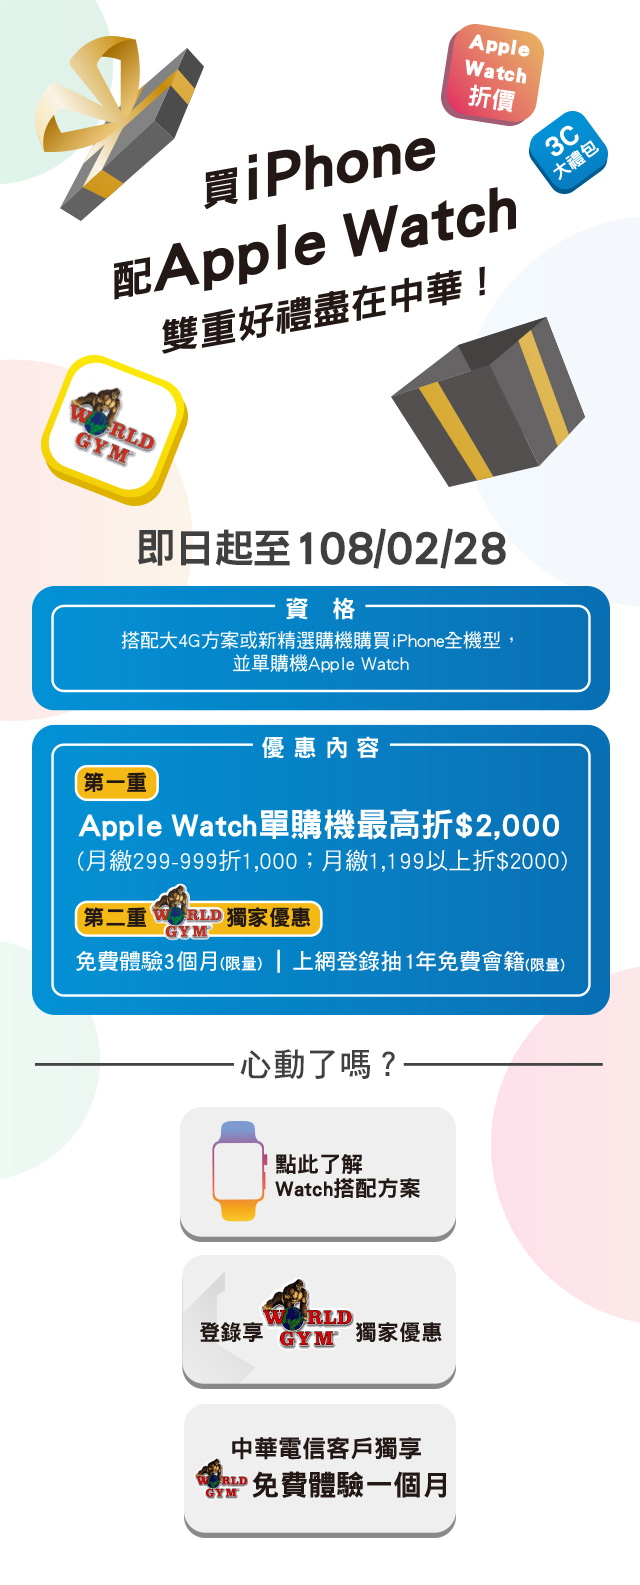 Apple
Watch
折價
3C
大禮包
買iPhone
配Apple Watch
雙重好禮盡在中華！
WORLD
GYM
即日起至108/02/28
資 格
搭配大4G方案或新精選購機購買iPhone全機型，
並單購機Apple Watch
優惠內容
第一重
Apple Watch單購機最高折$2,000
(月繳299-999折1,000；月繳1,199以上折$2000)
第二重 WORLD GYM 獨家優惠
免費體驗3個月(限量)｜上網登錄抽1年免費會籍(限量)
心動了嗎？
點此了解
Watch搭配方案
登錄享 WORLD GYM 獨家優惠
中華電信客戶獨享
WORLD GYM 免費體驗一個月